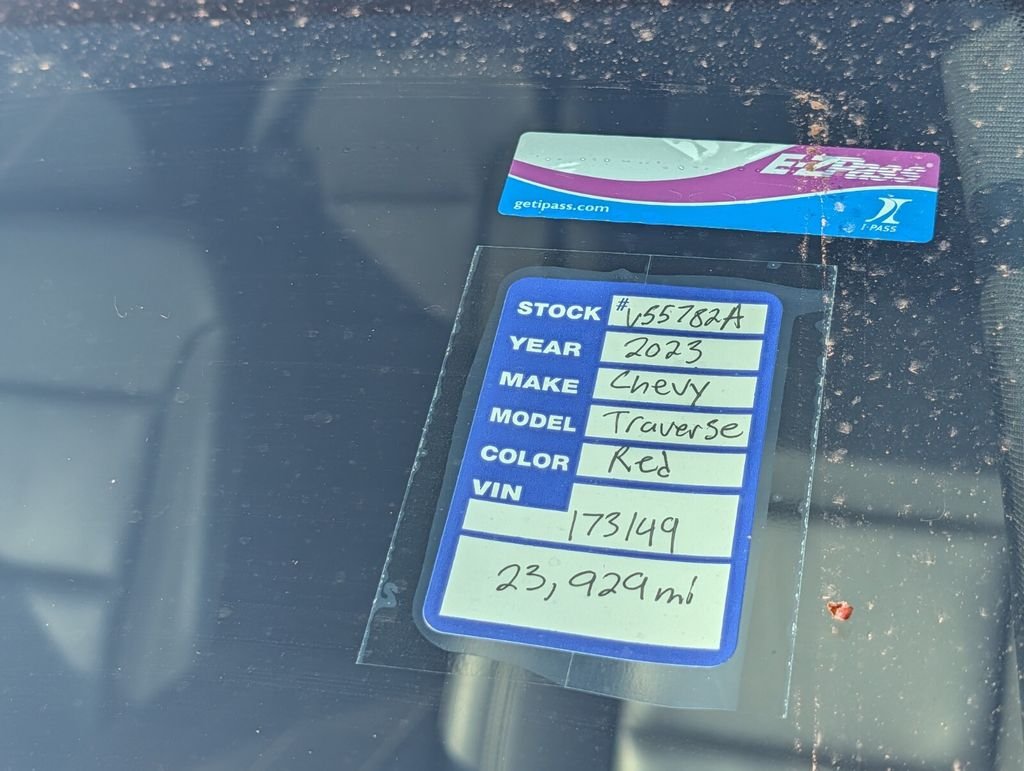 E-ZPass®
getipass.com
I-PASS
STOCK # V55782A
YEAR 2023
MAKE Chevy
MODEL Traverse
COLOR Red
VIN
173149
23,929 mi